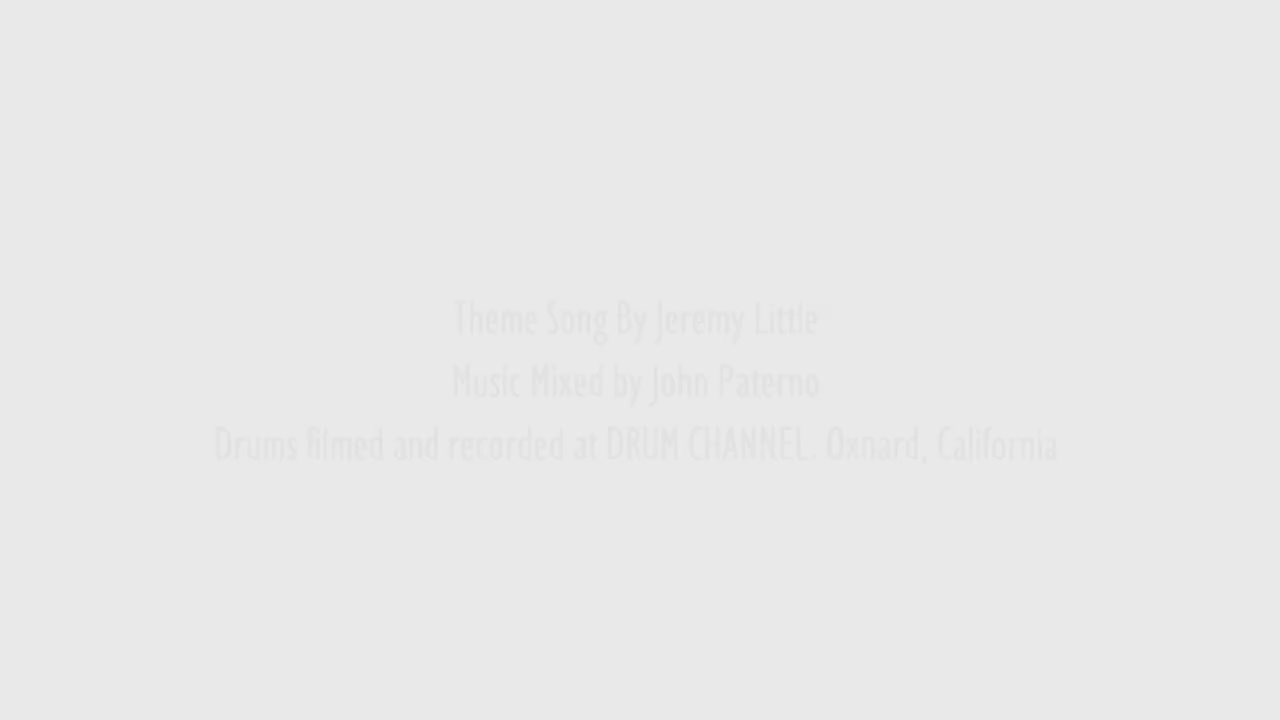 Theme Song By Jeremy Little
Music Mixed by John Paterno
Drums filmed and recorded at DRUM CHANNEL. Oxnard, California